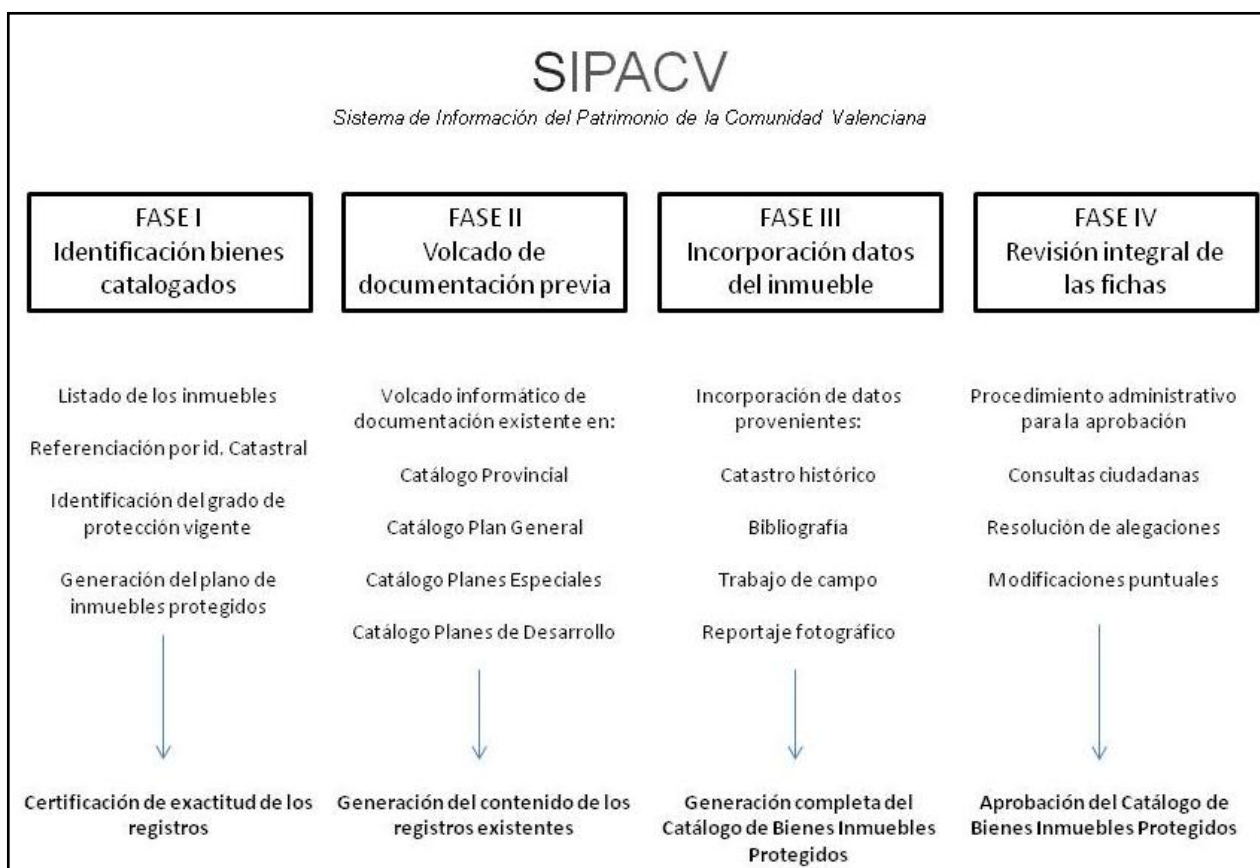 SIPACV
Sistema de Información del Patrimonio de la Comunidad Valenciana
FASE I
Identificación bienes
catalogados
FASE II
Volcado de
documentación previa
FASE III
Incorporación datos
del inmueble
FASE IV
Revisión integral de
las fichas
Listado de los inmuebles
Referenciación por id. Catastral
Identificación del grado de
protección vigente
Generación del plano de
inmuebles protegidos
Certificación de exactitud de los
registros
Volcado informático de
documentación existente en:
Catálogo Provincial
Catálogo Plan General
Catálogo Planes Especiales
Catálogo Planes de Desarrollo
Generación del contenido de los
registros existentes
Incorporación de datos
provenientes:
Catastro histórico
Bibliografía
Trabajo de campo
Reportaje fotográfico
Generación completa del
Catálogo de Bienes Inmuebles
Protegidos
Procedimiento administrativo
para la aprobación
Consultas ciudadanas
Resolución de alegaciones
Modificaciones puntuales
Aprobación del Catálogo de
Bienes Inmuebles Protegidos